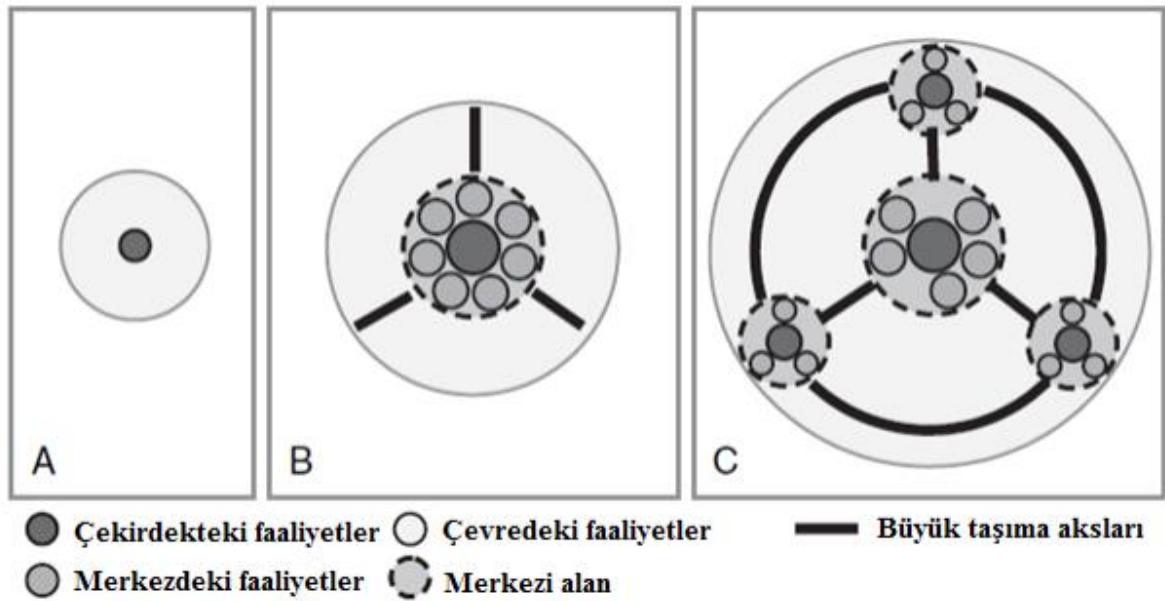 A
B
C
Çekirdekteki faaliyetler
Çevredeki faaliyetler
Büyük taşıma aksları
Merkezdeki faaliyetler
Merkezi alan